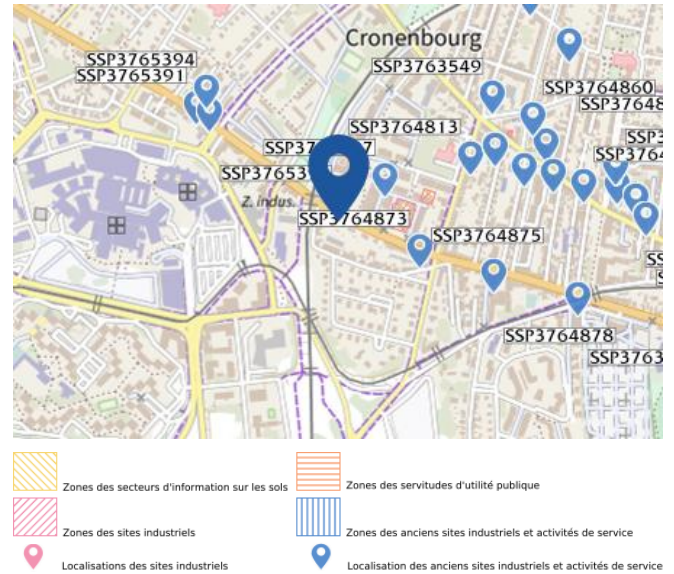 Cronenbourg
SSP3765394
SSP3763549
SSP3765391
SSP3764860
SSP3764813
Z. indus.
SSP3764873
SSP3764875
SSP3764878
Zones des secteurs d'information sur les sols
Zones des servitudes d'utilité publique
Zones des sites industriels
Zones des anciens sites industriels et activités de service
Localisations des sites industriels
Localisation des anciens sites industriels et activités de service